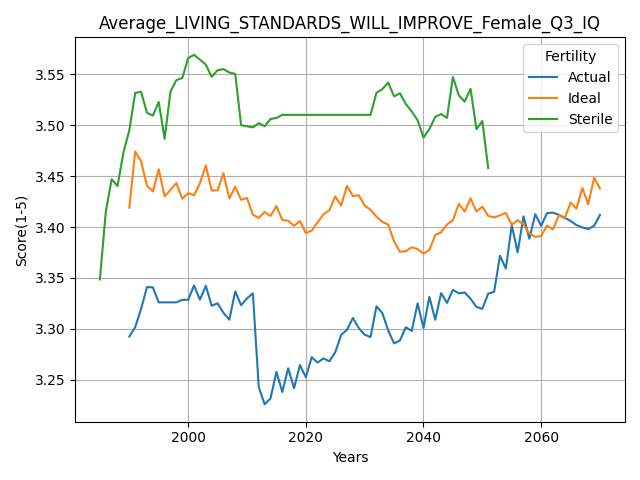 Average_LIVING_STANDARDS_WILL_IMPROVE_Female_Q3_IQ
Fertility
Actual
Ideal
Sterile
Score(1-5)
3.55
3.50
3.45
3.40
3.35
3.30
3.25
2000 2020 2040 2060
Years